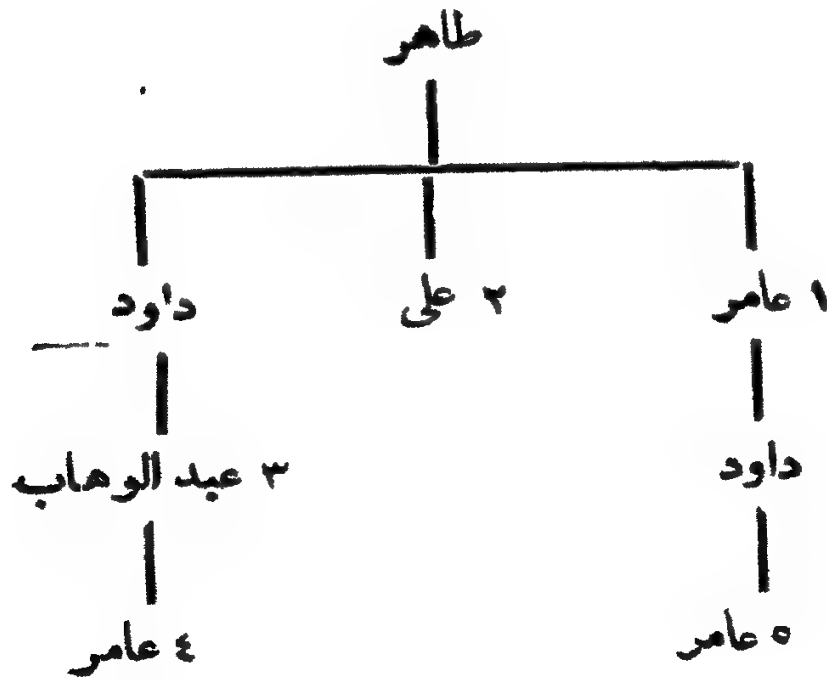 طاهر
١ عامر ٢ على داود
داود ٣ عبد الوهاب
٥ عامر ٤ عامر